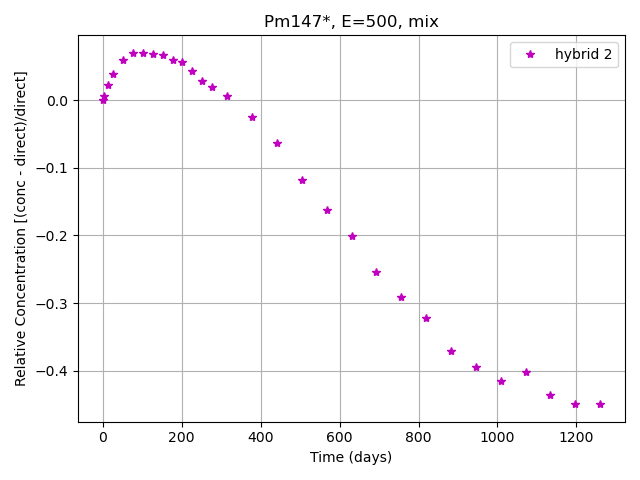 Pm147*, E=500, mix
hybrid 2
Relative Concentration [(conc - direct)/direct]
0.0
−0.1
−0.2
−0.3
−0.4
0 200 400 600 800 1000 1200
Time (days)